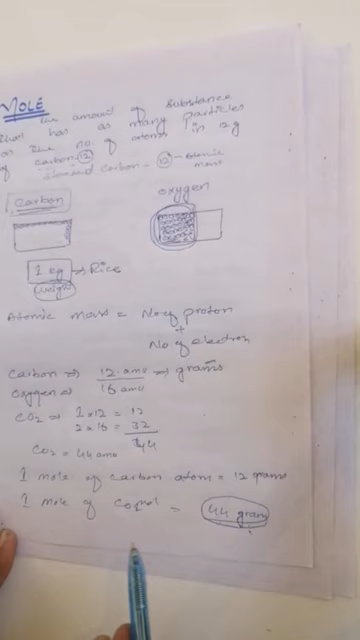 MOLE
The amount of Substance
that has as many particles
as the no. of atoms in 12 g
of carbon-12
Standard carbon - 12 - Atomic
mass
Carbon
oxygen
1 kg → Rice
weight
Atomic mass = No of proton
+
No of electron
Carbon ⇒ 12 amu ⇒ grams
Oxygen ⇒ 16 amu
CO2 ⇒ 1 x 12 = 12
2 x 16 = 32
44
CO2 = 44 amu
1 mole of carbon atom = 12 grams
1 mole of CO2 = 44 gram